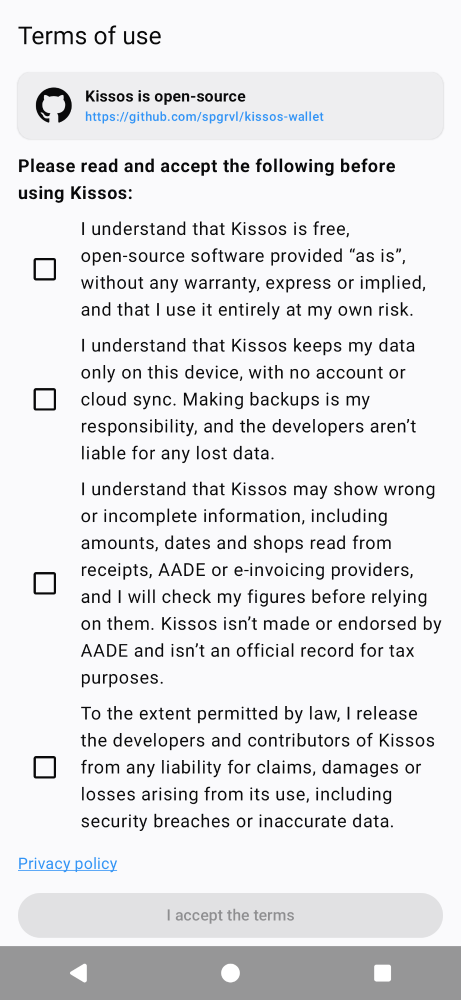 Terms of use
Kissos is open-source
https://github.com/spgrvl/kissos-wallet
Please read and accept the following before
using Kissos:
I understand that Kissos is free,
open-source software provided “as is”,
without any warranty, express or implied,
and that I use it entirely at my own risk.
I understand that Kissos keeps my data
only on this device, with no account or
cloud sync. Making backups is my
responsibility, and the developers aren’t
liable for any lost data.
I understand that Kissos may show wrong
or incomplete information, including
amounts, dates and shops read from
receipts, AADE or e-invoicing providers,
and I will check my figures before relying
on them. Kissos isn’t made or endorsed by
AADE and isn’t an official record for tax
purposes.
To the extent permitted by law, I release
the developers and contributors of Kissos
from any liability for claims, damages or
losses arising from its use, including
security breaches or inaccurate data.
Privacy policy
I accept the terms